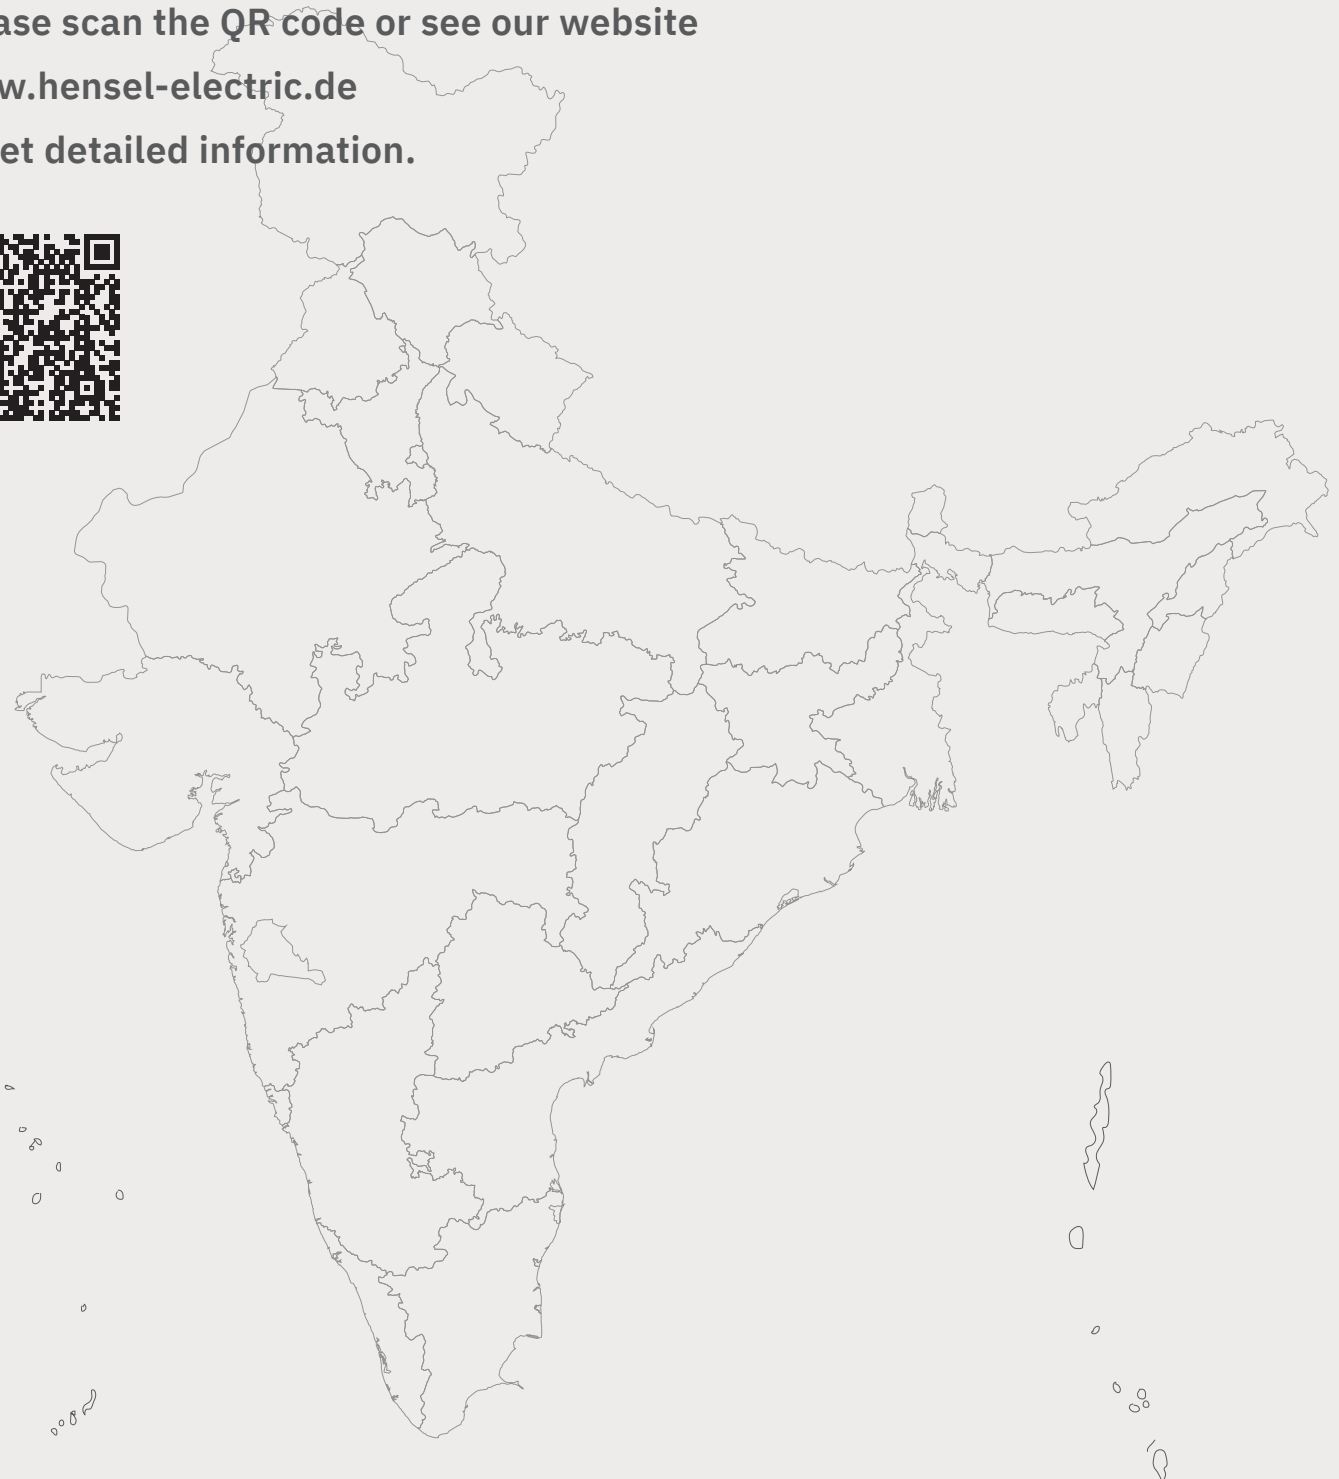 ase scan the QR code or see our website
w.hensel-electric.de
et detailed information.